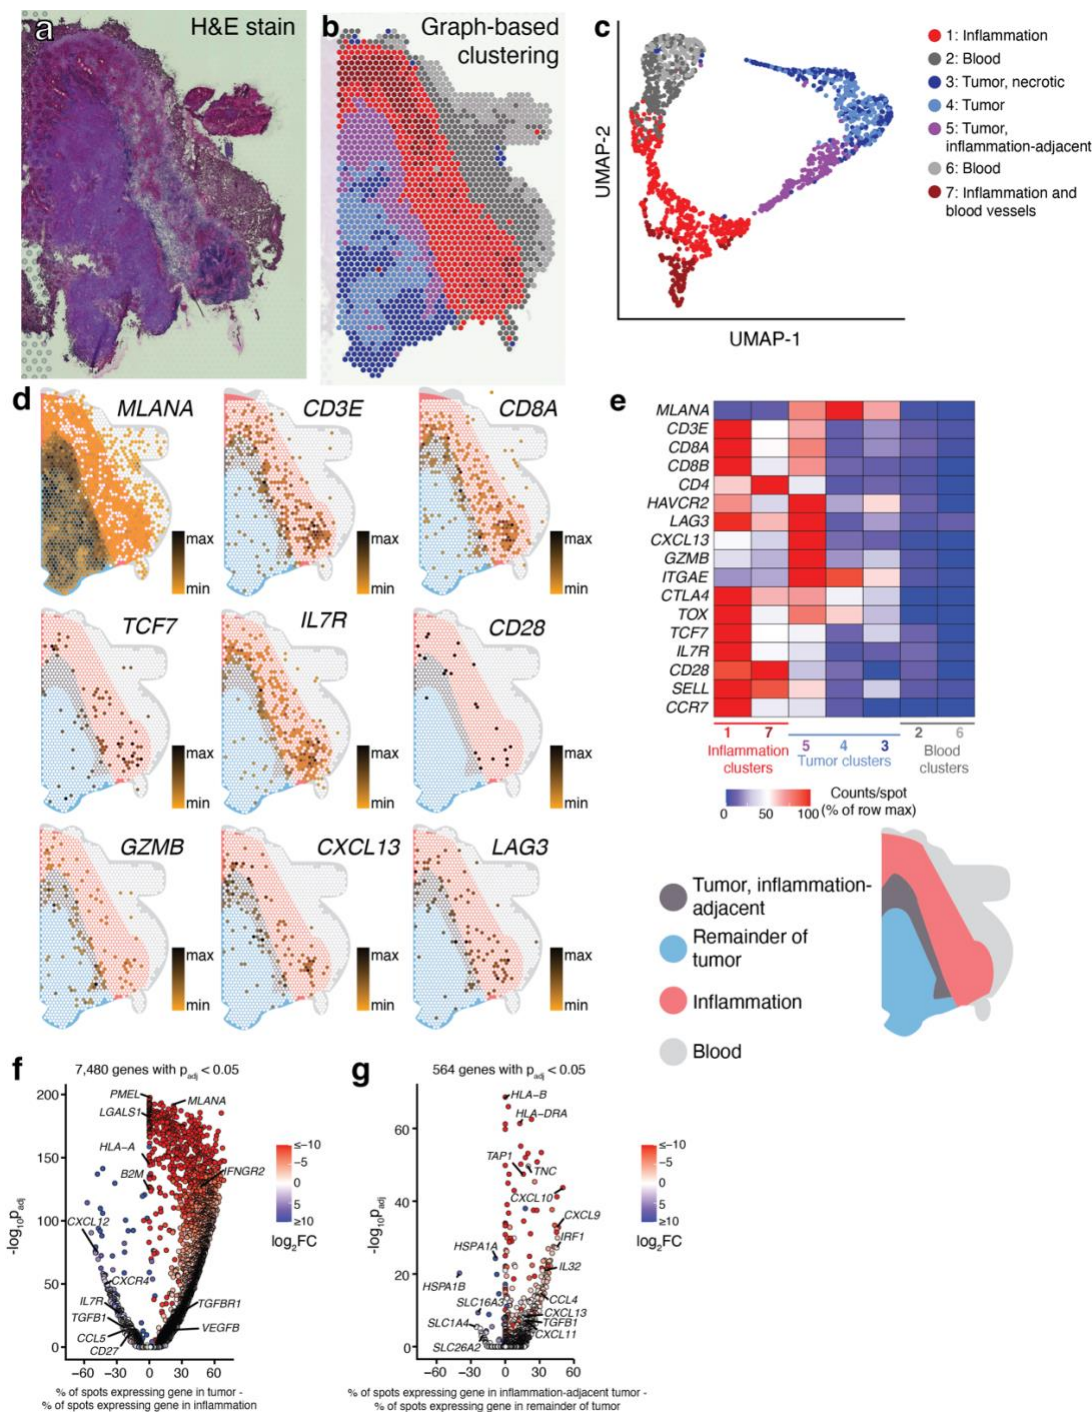 a
H&E stain
b
Graph-based
clustering
c
UMAP-2
UMAP-1
1: Inflammation
2: Blood
3: Tumor, necrotic
4: Tumor
5: Tumor,
inflammation-adjacent
6: Blood
7: Inflammation and
blood vessels
d
MLANA
max
min
CD3E
max
min
CD8A
max
min
TCF7
max
min
IL7R
max
min
CD28
max
min
GZMB
max
min
CXCL13
max
min
LAG3
max
min
e
MLANA
CD3E
CD8A
CD8B
CD4
HAVCR2
LAG3
CXCL13
GZMB
ITGAE
CTLA4
TOX
TCF7
IL7R
CD28
SELL
CCR7
1 7 5 4 3 2 6
Inflammation
clusters
Tumor clusters
Blood
clusters
0 50 100
Counts/spot
(% of row max)
Tumor, inflammation-
adjacent
Remainder of
tumor
Inflammation
Blood
f
7,480 genes with padj < 0.05
-log10padj
200
150
100
50
0
PMEL
LGALS1
MLANA
HLA-A
B2M
IFNGR2
CXCL12
CXCR4
IL7R
TGFB1
CCL5
CD27
TGFBR1
VEGFB
−60 −30 0 30 60
% of spots expressing gene in tumor -
% of spots expressing gene in inflammation
≤−10
−5
0
5
≥10
log2FC
g
564 genes with padj < 0.05
-log10padj
60
40
20
0
HLA-B
HLA-DRA
TAP1
TNC
CXCL10
CXCL9
IRF1
IL32
HSPA1A
HSPA1B
CCL4
SLC16A3
CXCL13
TGFB1
SLC1A4
CXCL11
SLC26A2
−60 −30 0 30 60
% of spots expressing gene in inflammation-adjacent tumor -
% of spots expressing gene in remainder of tumor
≤−10
−5
0
5
≥10
log2FC